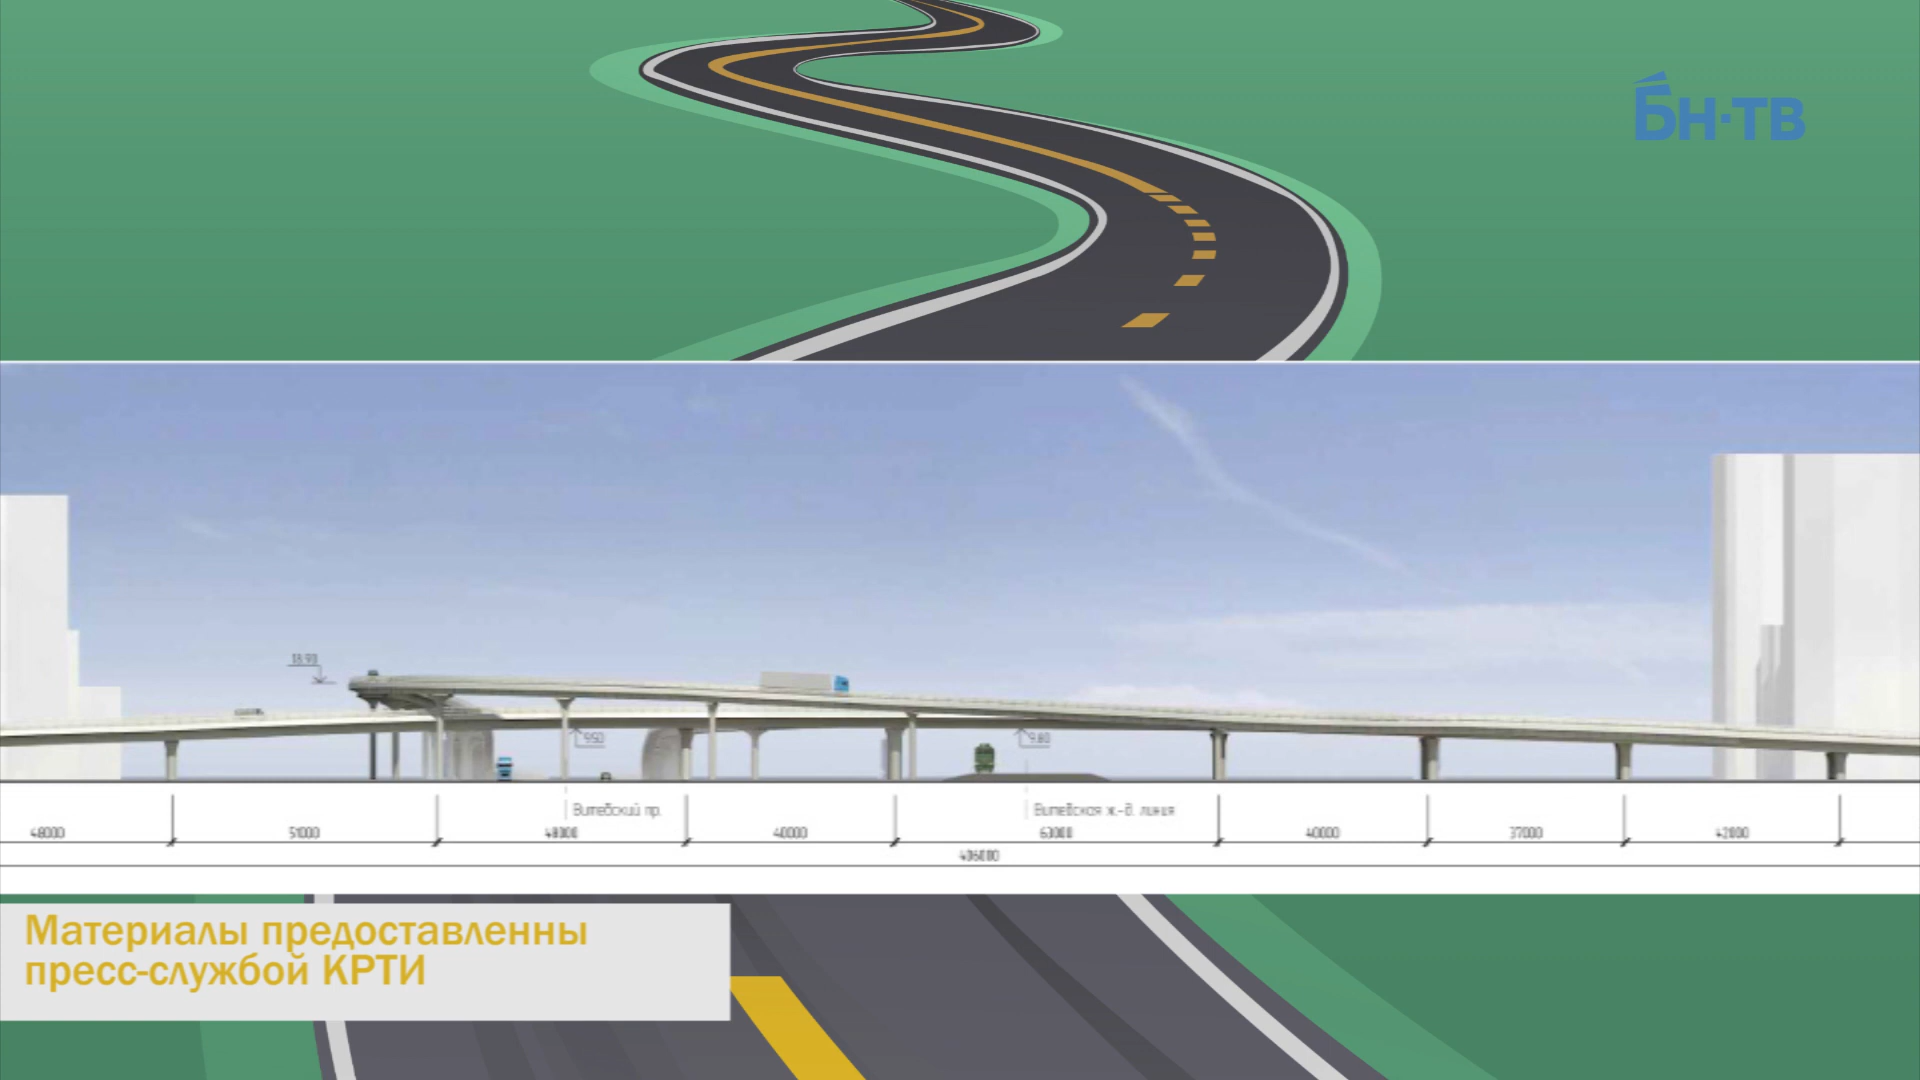 БН·ТВ
18.90
9.50
9.80
Витебский пр.
Витебская ж.-д. линия
48000 51000 48000 40000 63000 40000 37000 42000
406000
Материалы предоставленны
пресс-службой КРТИ